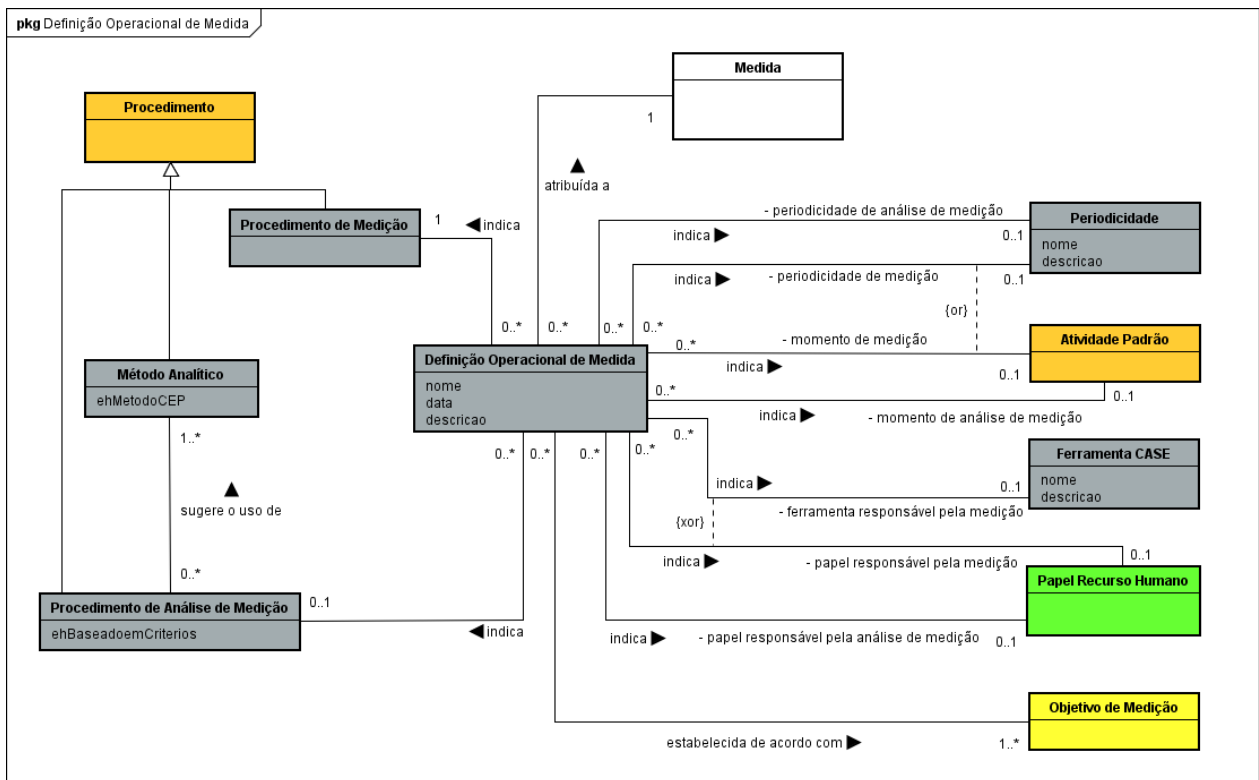 pkg Definição Operacional de Medida
Medida
1
Procedimento
atribuída a
Procedimento de Medição
1
indica
- periodicidade de análise de medição
indica
0..1
Periodicidade
nome
descricao
indica
- periodicidade de medição
0..1
{or}
0..*
0..*
0..*
0..*
0..*
- momento de medição
indica
0..1
Atividade Padrão
Definição Operacional de Medida
nome
data
descricao
0..*
indica
- momento de análise de medição
0..1
Método Analítico
ehMetodoCEP
1..*
sugere o uso de
0..*
0..*
0..*
0..*
0..*
0..*
indica
0..1
- ferramenta responsável pela medição
Ferramenta CASE
nome
descricao
{xor}
indica
- papel responsável pela medição
0..1
Papel Recurso Humano
Procedimento de Análise de Medição
ehBaseadoemCriterios
0..1
indica
indica
- papel responsável pela análise de medição
0..1
Objetivo de Medição
estabelecida de acordo com
1..*